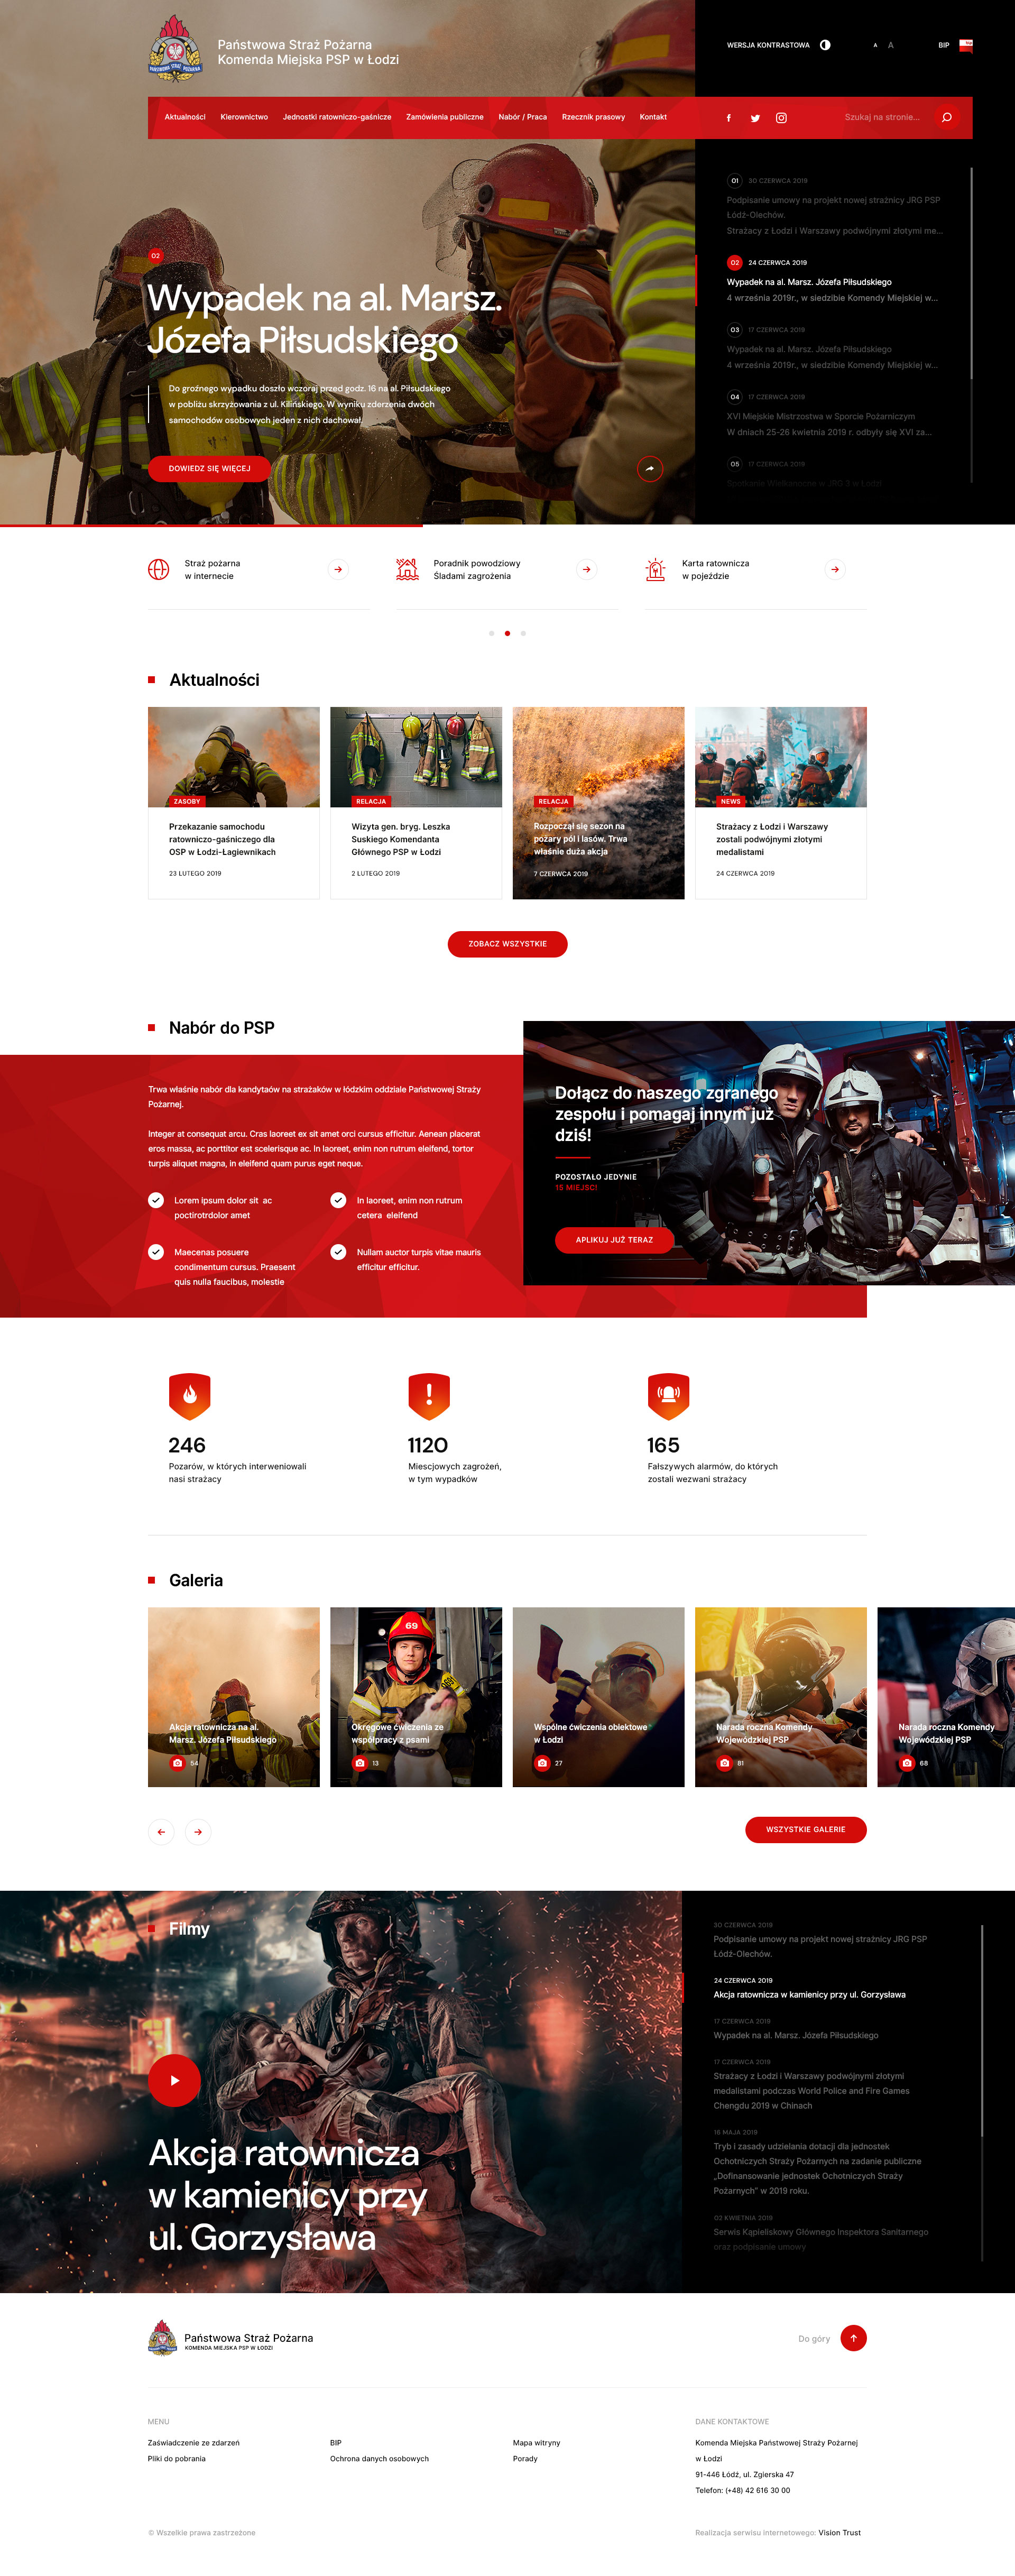 Państwowa Straż Pożarna
Komenda Miejska PSP w Łodzi
WERSJA KONTRASTOWA
A A
BIP
Aktualności Kierownictwo Jednostki ratowniczo-gaśnicze Zamówienia publiczne Nabór / Praca Rzecznik prasowy Kontakt
Szukaj na stronie...
02
Wypadek na al. Marsz.
Józefa Piłsudskiego
Do groźnego wypadku doszło wczoraj przed godz. 16 na al. Piłsudskiego
w pobliżu skrzyżowania z ul. Kilińskiego. W wyniku zderzenia dwóch
samochodów osobowych jeden z nich dachował.
DOWIEDZ SIĘ WIĘCEJ
01 30 CZERWCA 2019
Podpisanie umowy na projekt nowej strażnicy JRG PSP
Łódź-Olechów.
Strażacy z Łodzi i Warszawy podwójnymi złotymi me...
02 24 CZERWCA 2019
Wypadek na al. Marsz. Józefa Piłsudskiego
4 września 2019r., w siedzibie Komendy Miejskiej w...
03 17 CZERWCA 2019
Wypadek na al. Marsz. Józefa Piłsudskiego
4 września 2019r., w siedzibie Komendy Miejskiej w...
04 17 CZERWCA 2019
XVI Miejskie Mistrzostwa w Sporcie Pożarniczym
W dniach 25-26 kwietnia 2019 r. odbyły się XVI za...
05 17 CZERWCA 2019
Spotkanie Wielkanocne w JRG 3 w Łodzi
Straż pożarna
w internecie
Poradnik powodziowy
Śladami zagrożenia
Karta ratownicza
w pojeździe
Aktualności
ZASOBY
Przekazanie samochodu
ratowniczo-gaśniczego dla
OSP w Łodzi-Łagiewnikach
23 LUTEGO 2019
RELACJA
Wizyta gen. bryg. Leszka
Suskiego Komendanta
Głównego PSP w Łodzi
2 LUTEGO 2019
RELACJA
Rozpoczął się sezon na
pożary pól i lasów. Trwa
właśnie duża akcja
7 CZERWCA 2019
NEWS
Strażacy z Łodzi i Warszawy
zostali podwójnymi złotymi
medalistami
24 CZERWCA 2019
ZOBACZ WSZYSTKIE
Nabór do PSP
Trwa właśnie nabór dla kandytaów na strażaków w łódzkim oddziale Państwowej Straży
Pożarnej.
Integer at consequat arcu. Cras laoreet ex sit amet orci cursus efficitur. Aenean placerat
eros massa, ac porttitor est scelerisque ac. In laoreet, enim non rutrum eleifend, tortor
turpis aliquet magna, in eleifend quam purus eget neque.
Lorem ipsum dolor sit ac
poctirotrdolor amet
In laoreet, enim non rutrum
cetera eleifend
Maecenas posuere
condimentum cursus. Praesent
quis nulla faucibus, molestie
Nullam auctor turpis vitae mauris
efficitur efficitur.
Dołącz do naszego zgranego
zespołu i pomagaj innym już
dziś!
POZOSTAŁO JEDYNIE
15 MIEJSC!
APLIKUJ JUŻ TERAZ
246
Pozarów, w których interweniowali
nasi strażacy
1120
Miescjowych zagrożeń,
w tym wypadków
165
Fałszywych alarmów, do których
zostali wezwani strażacy
Galeria
Akcja ratownicza na al.
Marsz. Józefa Piłsudskiego
54
69
Okręgowe ćwiczenia ze
współpracy z psami
13
Wspólne ćwiczenia obiektowe
w Łodzi
27
Narada roczna Komendy
Wojewódzkiej PSP
81
Narada roczna Komendy
Wojewódzkiej PSP
68
WSZYSTKIE GALERIE
Filmy
Akcja ratownicza
w kamienicy przy
ul. Gorzysława
30 CZERWCA 2019
Podpisanie umowy na projekt nowej strażnicy JRG PSP
Łódź-Olechów.
24 CZERWCA 2019
Akcja ratownicza w kamienicy przy ul. Gorzysława
17 CZERWCA 2019
Wypadek na al. Marsz. Józefa Piłsudskiego
17 CZERWCA 2019
Strażacy z Łodzi i Warszawy podwójnymi złotymi
medalistami podczas World Police and Fire Games
Chengdu 2019 w Chinach
16 MAJA 2019
Tryb i zasady udzielania dotacji dla jednostek
Ochotniczych Straży Pożarnych na zadanie publiczne
„Dofinansowanie jednostek Ochotniczych Straży
Pożarnych” w 2019 roku.
02 KWIETNIA 2019
Serwis Kąpieliskowy Głównego Inspektora Sanitarnego
oraz podpisanie umowy
Państwowa Straż Pożarna
KOMENDA MIEJSKA PSP W ŁODZI
Do góry
MENU
Zaświadczenie ze zdarzeń
Pliki do pobrania
BIP
Ochrona danych osobowych
Mapa witryny
Porady
DANE KONTAKTOWE
Komenda Miejska Państwowej Straży Pożarnej
w Łodzi
91-446 Łódź, ul. Zgierska 47
Telefon: (+48) 42 616 30 00
© Wszelkie prawa zastrzeżone
Realizacja serwisu internetowego: Vision Trust